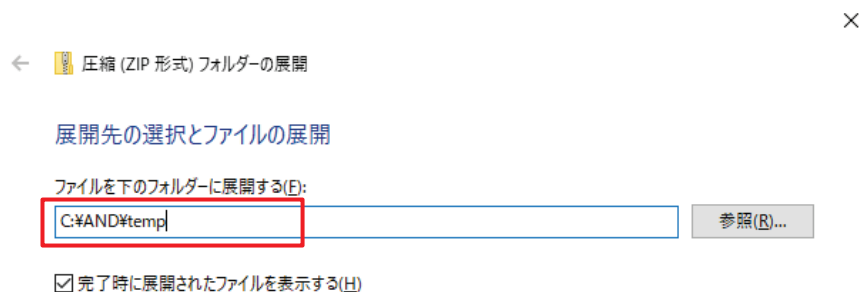 圧縮 (ZIP 形式) フォルダーの展開
展開先の選択とファイルの展開
ファイルを下のフォルダーに展開する(F):
C:¥AND¥temp
参照(R)...
完了時に展開されたファイルを表示する(H)